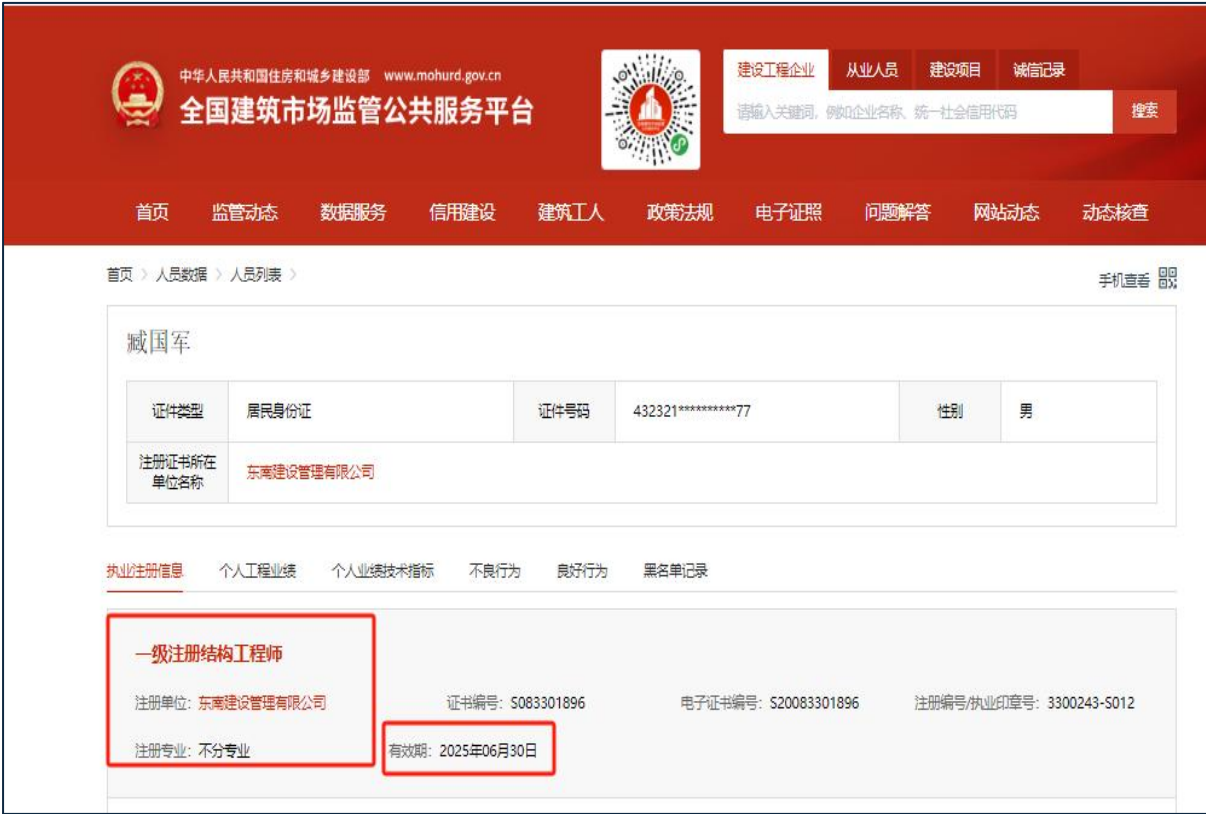 中华人民共和国住房和城乡建设部 www.mohurd.gov.cn
全国建筑市场监管公共服务平台
建设工程企业 从业人员 建设项目 诚信记录
请输入关键词，例如企业名称、统一社会信用代码 搜索
首页 监管动态 数据服务 信用建设 建筑工人 政策法规 电子证照 问题解答 网站动态 动态核查
首页 > 人员数据 > 人员列表 >
手机查看
臧国军
证件类型 居民身份证 证件号码 432321**********77 性别 男
注册证书所在
单位名称
东南建设管理有限公司
执业注册信息 个人工程业绩 个人业绩技术指标 不良行为 良好行为 黑名单记录
一级注册结构工程师
注册单位：东南建设管理有限公司 证书编号：S083301896 电子证书编号：S20083301896 注册编号/执业印章号：3300243-S012
注册专业：不分专业 有效期：2025年06月30日